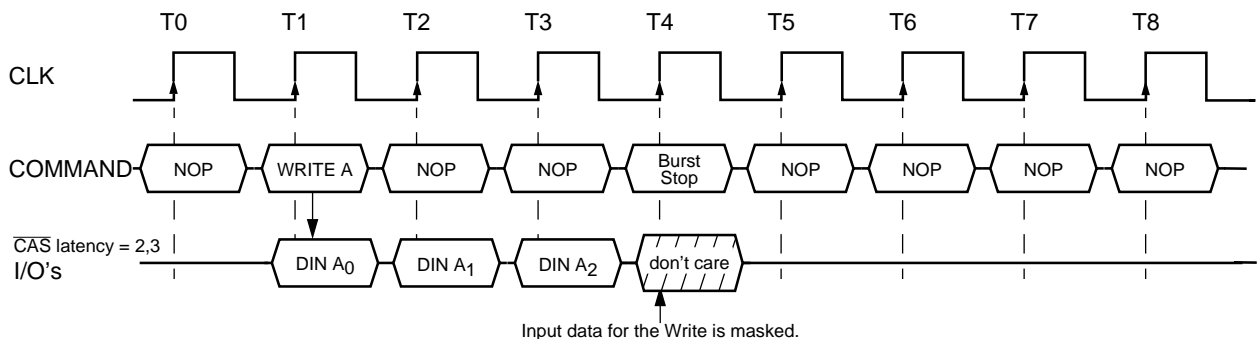 T0 T1 T2 T3 T4 T5 T6 T7 T8
CLK
COMMAND NOP WRITE A NOP NOP Burst Stop NOP NOP NOP NOP
CAS latency = 2,3
I/O's DIN A0 DIN A1 DIN A2 don't care
Input data for the Write is masked.